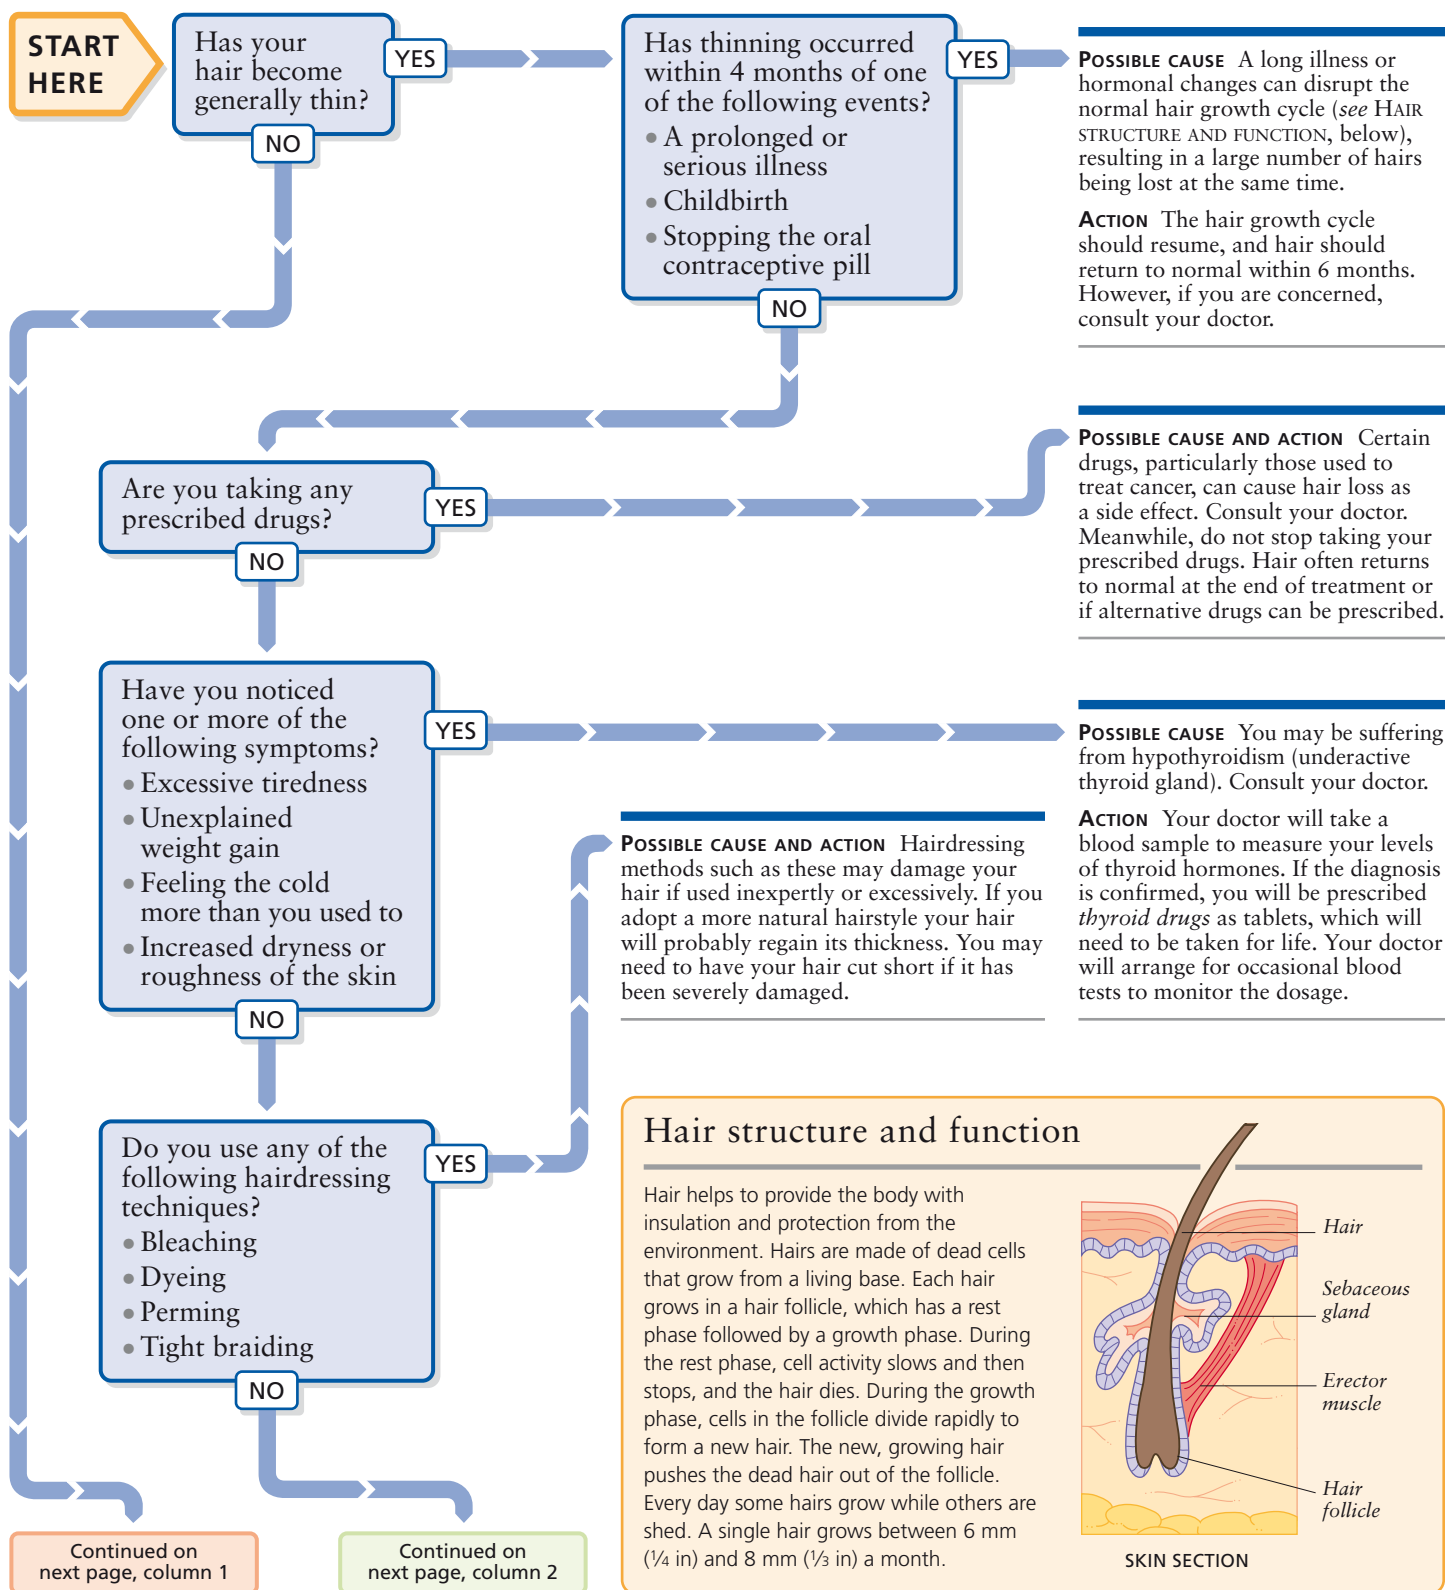 START
HERE
Has your
hair become
generally thin?
YES
NO
Has thinning occurred
within 4 months of one
of the following events?
• A prolonged or
serious illness
• Childbirth
• Stopping the oral
contraceptive pill
YES
NO
POSSIBLE CAUSE A long illness or
hormonal changes can disrupt the
normal hair growth cycle (see HAIR
STRUCTURE AND FUNCTION, below),
resulting in a large number of hairs
being lost at the same time.
ACTION The hair growth cycle
should resume, and hair should
return to normal within 6 months.
However, if you are concerned,
consult your doctor.
Are you taking any
prescribed drugs?
YES
NO
POSSIBLE CAUSE AND ACTION Certain
drugs, particularly those used to
treat cancer, can cause hair loss as
a side effect. Consult your doctor.
Meanwhile, do not stop taking your
prescribed drugs. Hair often returns
to normal at the end of treatment or
if alternative drugs can be prescribed.
Have you noticed
one or more of the
following symptoms?
• Excessive tiredness
• Unexplained
weight gain
• Feeling the cold
more than you used to
• Increased dryness or
roughness of the skin
YES
NO
POSSIBLE CAUSE You may be suffering
from hypothyroidism (underactive
thyroid gland). Consult your doctor.
ACTION Your doctor will take a
blood sample to measure your levels
of thyroid hormones. If the diagnosis
is confirmed, you will be prescribed
thyroid drugs as tablets, which will
need to be taken for life. Your doctor
will arrange for occasional blood
tests to monitor the dosage.
POSSIBLE CAUSE AND ACTION Hairdressing
methods such as these may damage your
hair if used inexpertly or excessively. If you
adopt a more natural hairstyle your hair
will probably regain its thickness. You may
need to have your hair cut short if it has
been severely damaged.
Do you use any of the
following hairdressing
techniques?
• Bleaching
• Dyeing
• Perming
• Tight braiding
YES
NO
Continued on
next page, column 1
Continued on
next page, column 2
Hair structure and function
Hair helps to provide the body with
insulation and protection from the
environment. Hairs are made of dead cells
that grow from a living base. Each hair
grows in a hair follicle, which has a rest
phase followed by a growth phase. During
the rest phase, cell activity slows and then
stops, and the hair dies. During the growth
phase, cells in the follicle divide rapidly to
form a new hair. The new, growing hair
pushes the dead hair out of the follicle.
Every day some hairs grow while others are
shed. A single hair grows between 6 mm
(1/4 in) and 8 mm (1/3 in) a month.
Hair
Sebaceous
gland
Erector
muscle
Hair
follicle
SKIN SECTION